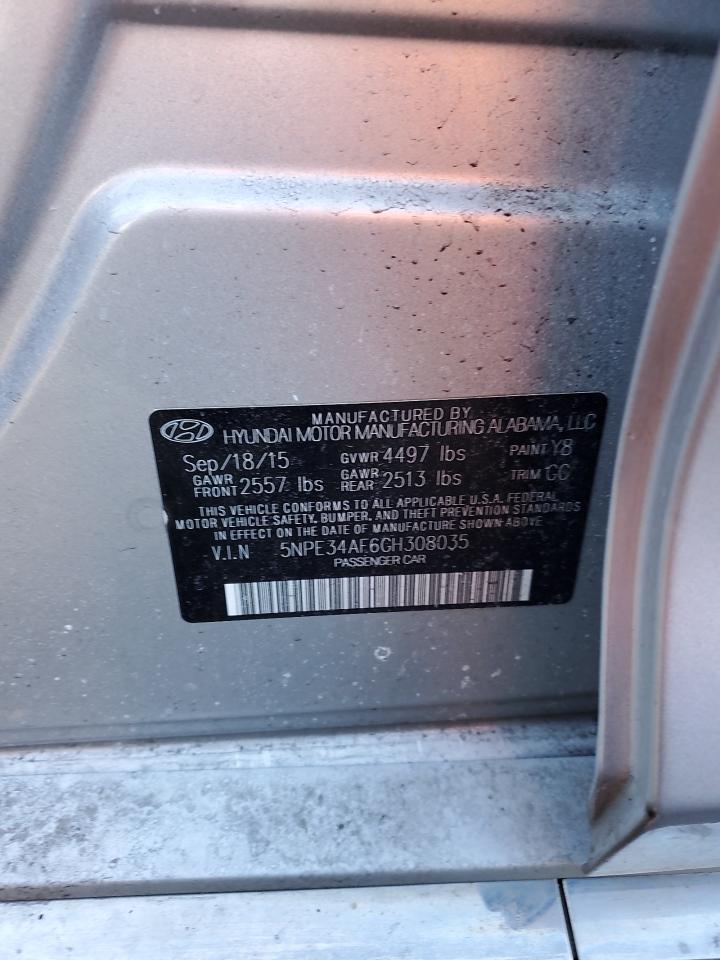 MANUFACTURED BY
HYUNDAI MOTOR MANUFACTURING ALABAMA, LLC
Sep/18/15 GVWR 4497 lbs PAINT Y8
GAWR FRONT 2557 lbs GAWR REAR 2513 lbs TRIM GG
THIS VEHICLE CONFORMS TO ALL APPLICABLE U.S.A. FEDERAL
MOTOR VEHICLE SAFETY, BUMPER, AND THEFT PREVENTION STANDARDS
IN EFFECT ON THE DATE OF MANUFACTURE SHOWN ABOVE.
V.I.N 5NPE34AF6GH308035
PASSENGER CAR